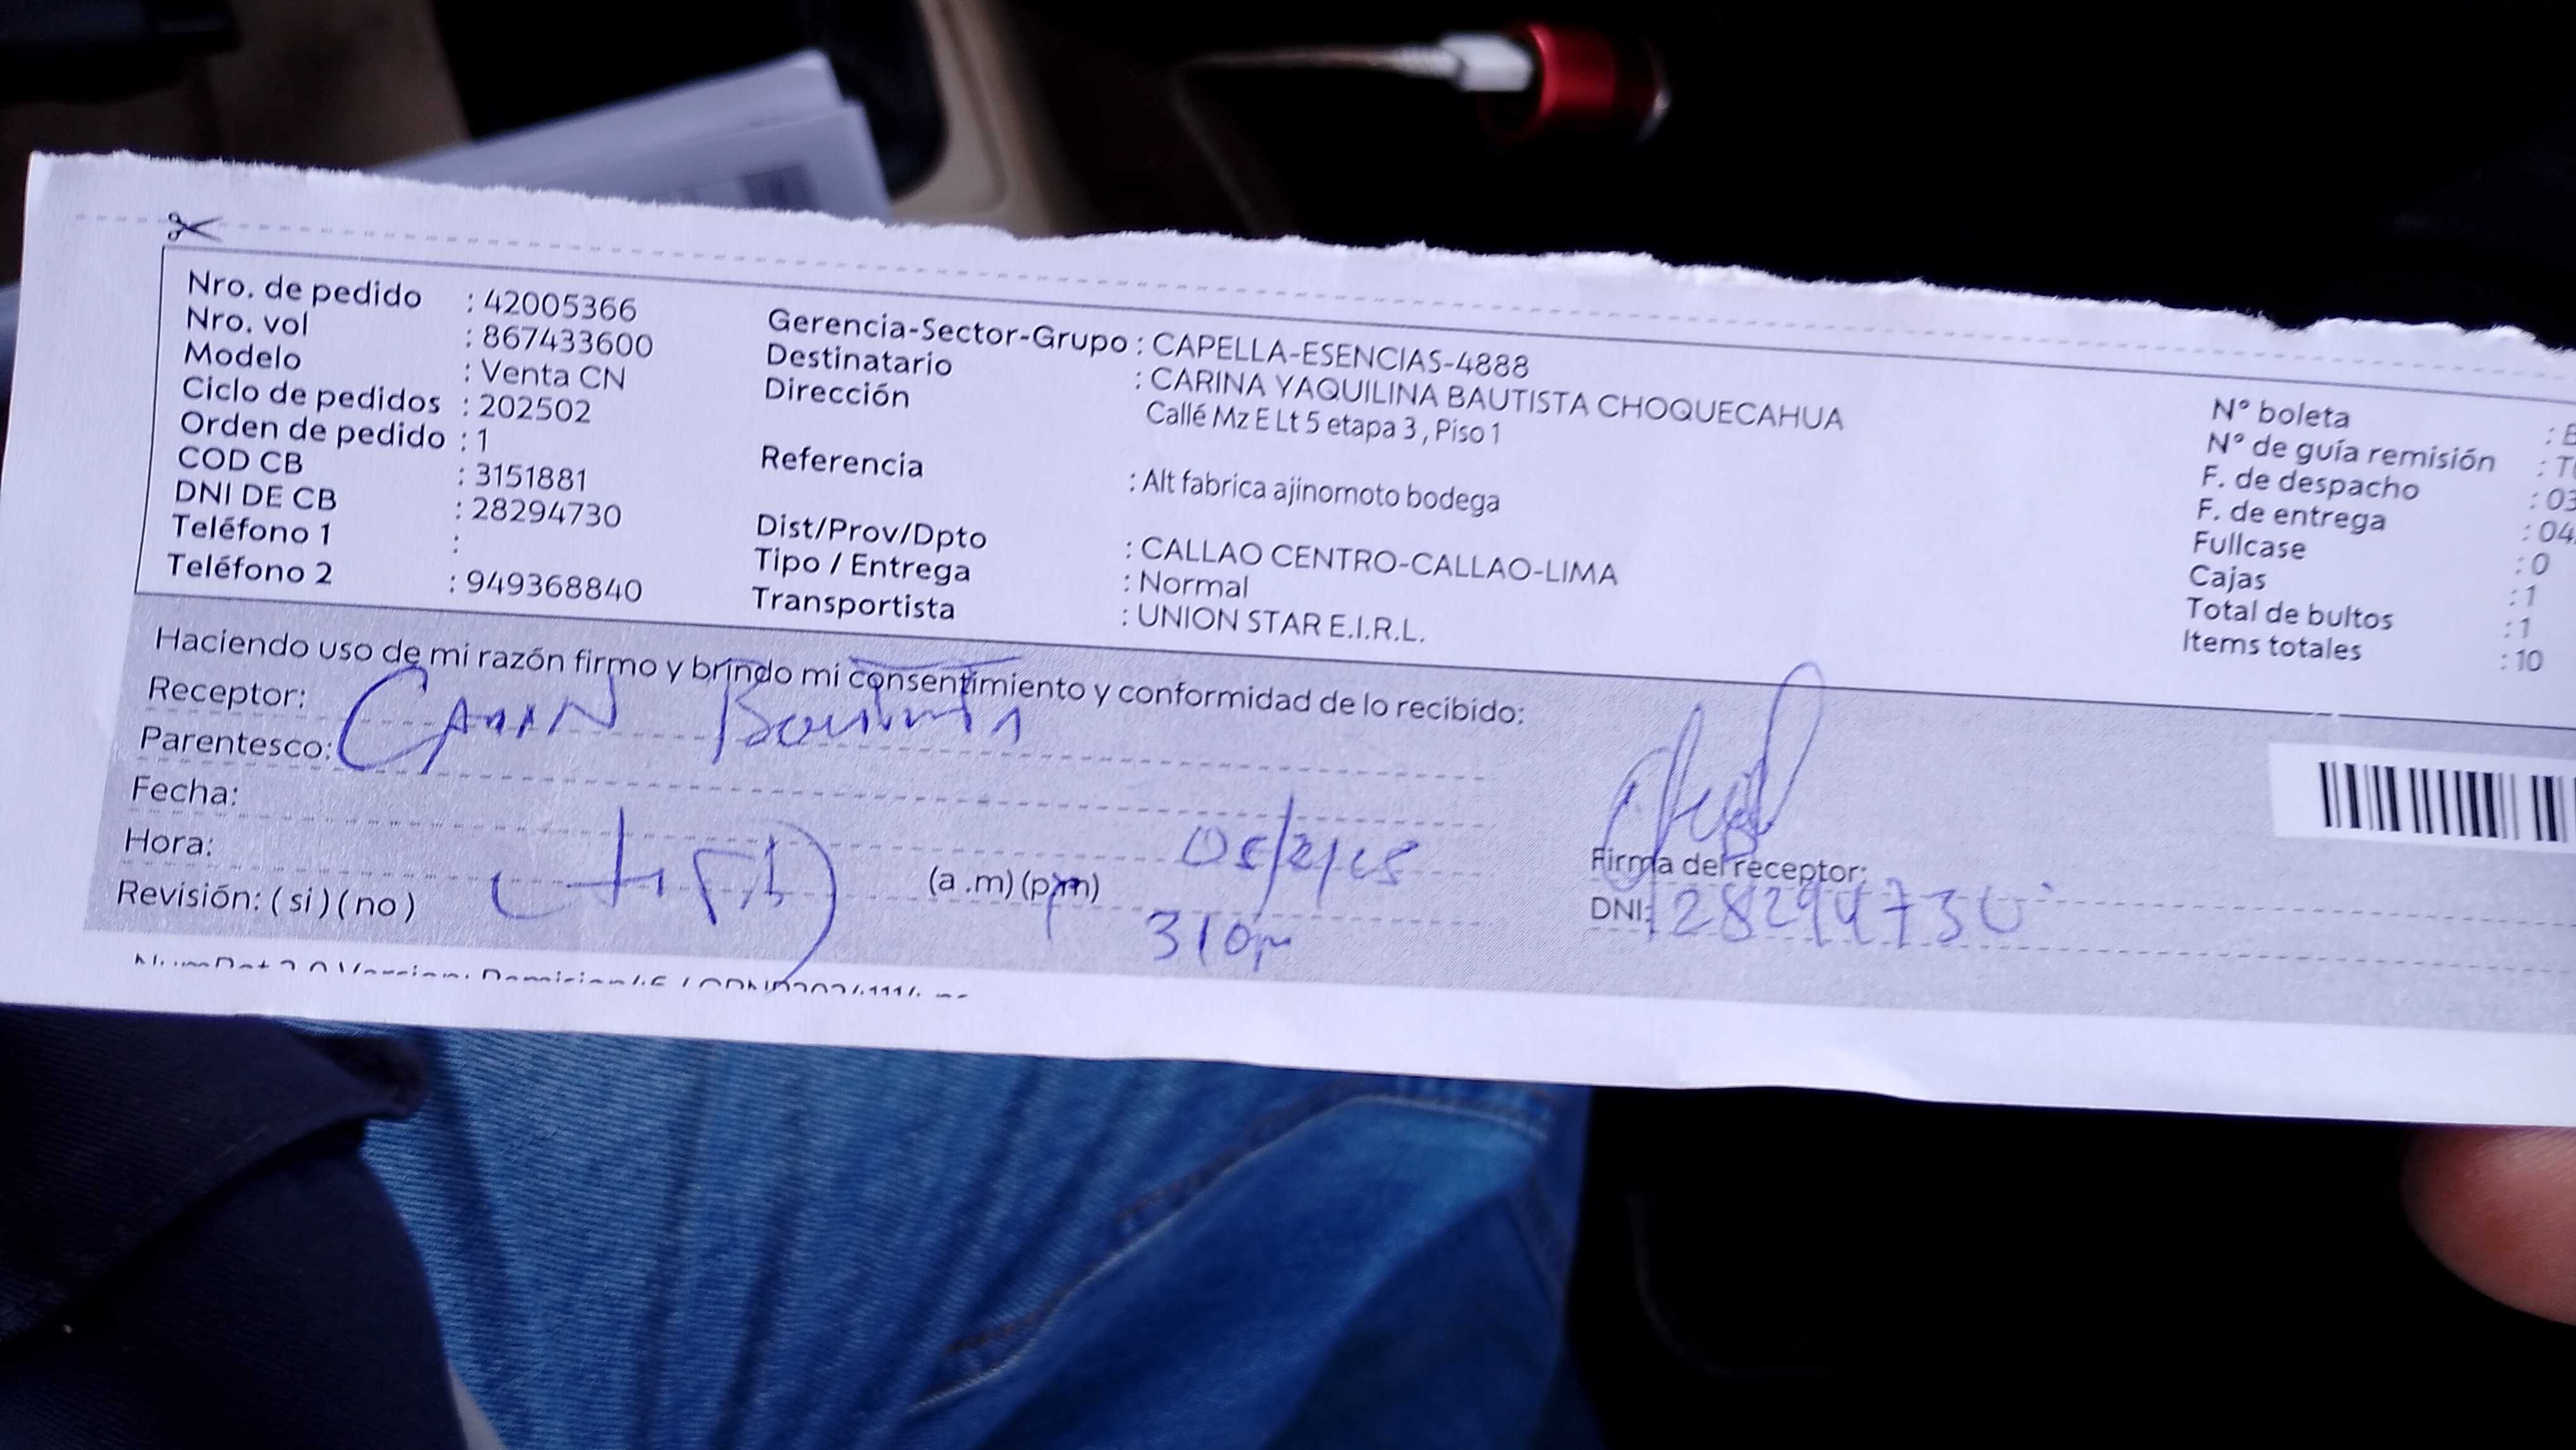 Nro. de pedido : 42005366
Nro. vol : 867433600
Modelo : Venta CN
Ciclo de pedidos : 202502
Orden de pedido : 1
COD CB : 3151881
DNI DE CB : 28294730
Teléfono 1 :
Teléfono 2 : 949368840
Gerencia-Sector-Grupo : CAPELLA-ESENCIAS-4888
Destinatario : CARINA YAQUILINA BAUTISTA CHOQUECAHUA
Dirección Callé Mz E Lt 5 etapa 3 , Piso 1
Referencia : Alt fabrica ajinomoto bodega
Dist/Prov/Dpto : CALLAO CENTRO-CALLAO-LIMA
Tipo / Entrega : Normal
Transportista : UNION STAR E.I.R.L.
N° boleta :
N° de guía remisión :
F. de despacho : 03
F. de entrega : 04
Fullcase : 0
Cajas : 1
Total de bultos : 1
Items totales : 10
Haciendo uso de mi razón firmo y brindo mi consentimiento y conformidad de lo recibido:
Receptor:
Parentesco:
Fecha:
Hora: (a .m) (p.m)
Revisión: ( si ) ( no )
Firma del receptor:
DNI: 28294730